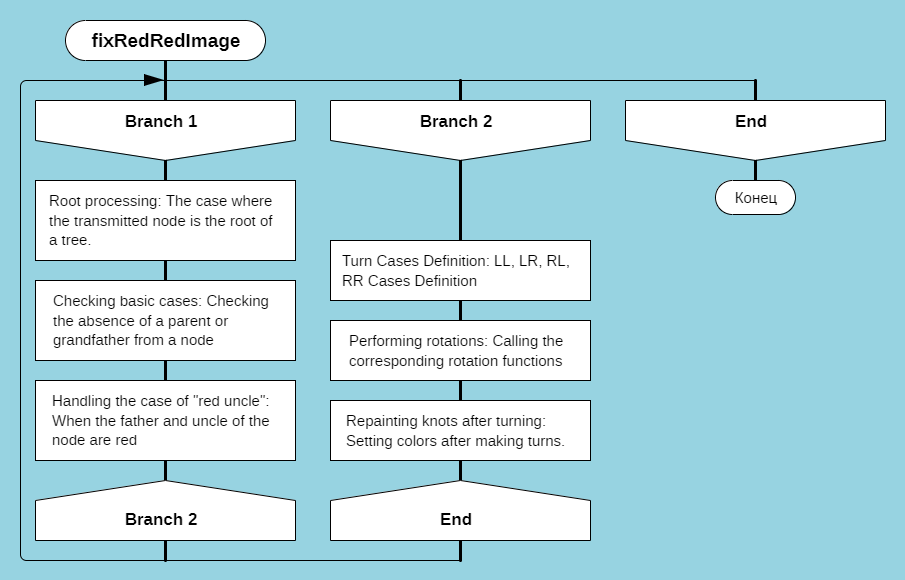 fixRedRedImage
Branch 1
Root processing: The case where
the transmitted node is the root of
a tree.
Checking basic cases: Checking
the absence of a parent or
grandfather from a node
Handling the case of "red uncle":
When the father and uncle of the
node are red
Branch 2
Branch 2
Turn Cases Definition: LL, LR, RL,
RR Cases Definition
Performing rotations: Calling the
corresponding rotation functions
Repainting knots after turning:
Setting colors after making turns.
End
End
Конец